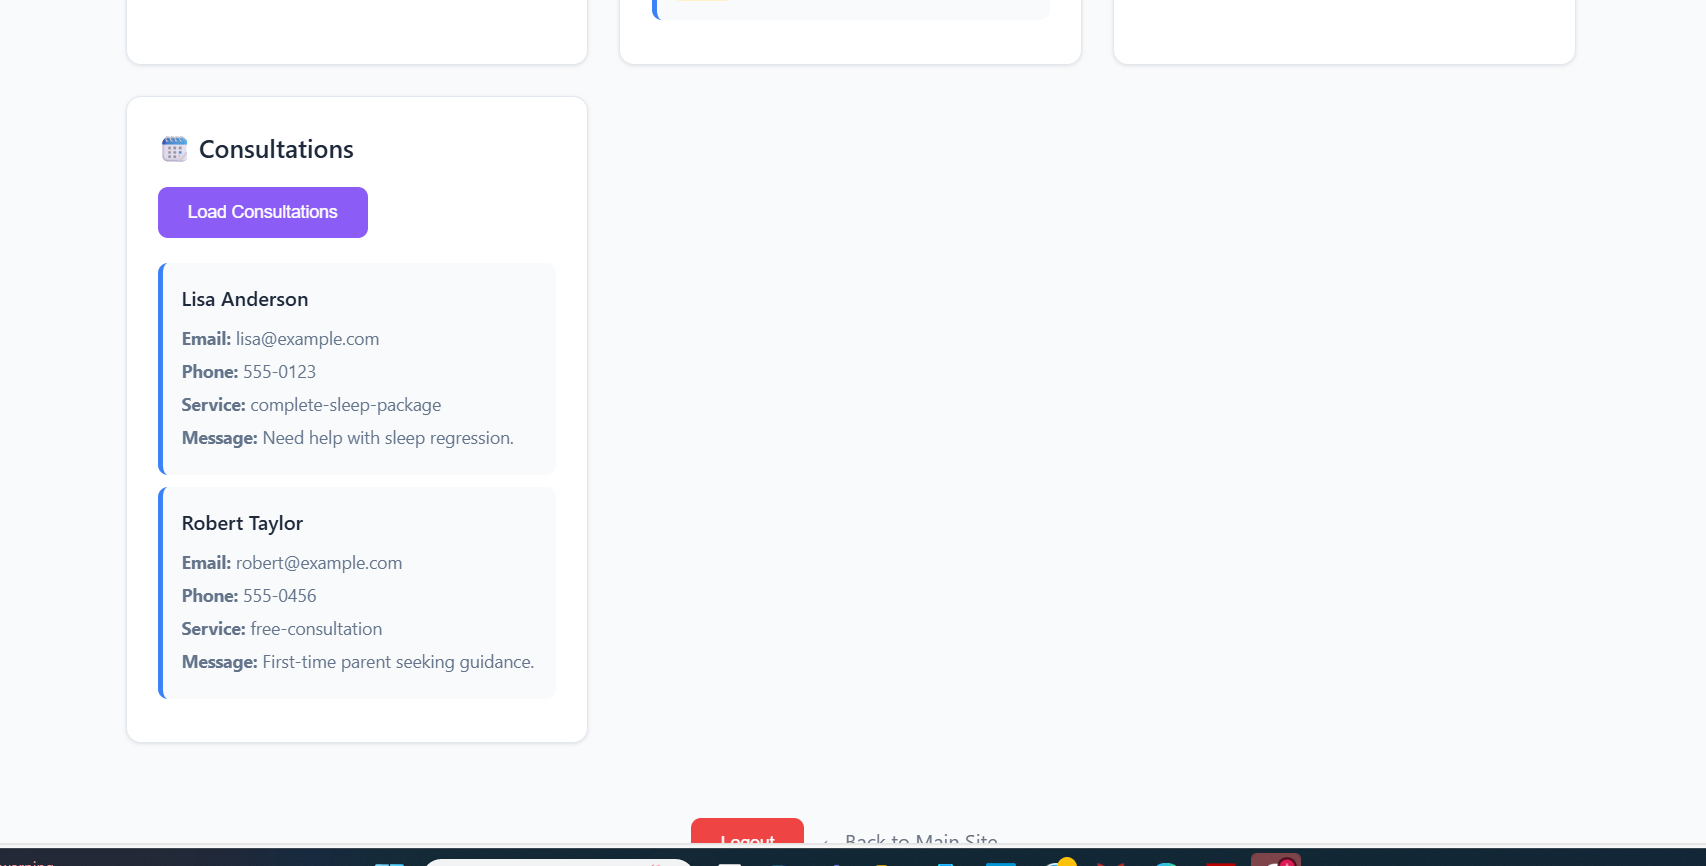 Consultations
Load Consultations
Lisa Anderson
Email: lisa@example.com
Phone: 555-0123
Service: complete-sleep-package
Message: Need help with sleep regression.
Robert Taylor
Email: robert@example.com
Phone: 555-0456
Service: free-consultation
Message: First-time parent seeking guidance.
Logout
← Back to Main Site